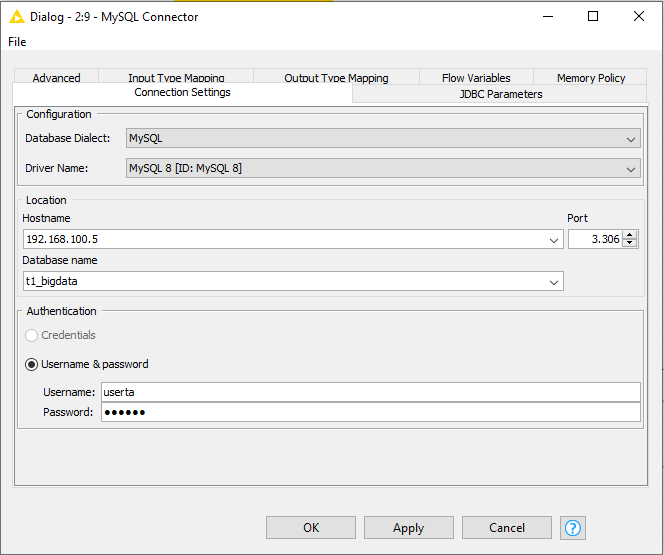 Dialog - 2:9 - MySQL Connector
File
Advanced Input Type Mapping Output Type Mapping Flow Variables Memory Policy
Connection Settings JDBC Parameters
Configuration
Database Dialect: MySQL
Driver Name: MySQL 8 [ID: MySQL 8]
Location
Hostname Port
192.168.100.5 3.306
Database name
t1_bigdata
Authentication
Credentials
Username & password
Username: userta
Password: ●●●●●●
OK Apply Cancel ?